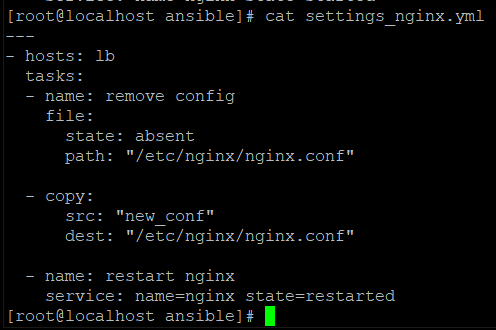 [root@localhost ansible]# cat settings_nginx.yml
---
- hosts: lb
  tasks:
  - name: remove config
    file:
      state: absent
      path: "/etc/nginx/nginx.conf"

  - copy:
      src: "new_conf"
      dest: "/etc/nginx/nginx.conf"

  - name: restart nginx
    service: name=nginx state=restarted
[root@localhost ansible]#